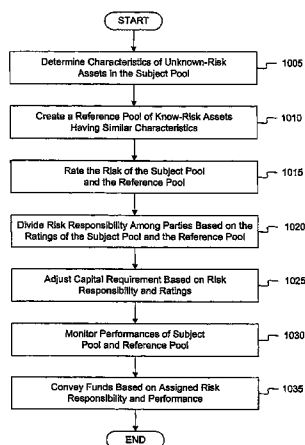 START
Determine Characteristics of Unknown-Risk
Assets in the Subject Pool
1005
Create a Reference Pool of Know-Risk Assets
Having Similar Characteristics
1010
Rate the Risk of the Subject Pool
and the Reference Pool
1015
Divide Risk Responsibility Among Parties Based on the
Ratings of the Subject Pool and the Reference Pool
1020
Adjust Capital Requirement Based on Risk
Responsibility and Ratings
1025
Monitor Performances of Subject
Pool and Reference Pool
1030
Convey Funds Based on Assigned Risk
Responsibility and Performance
1035
END